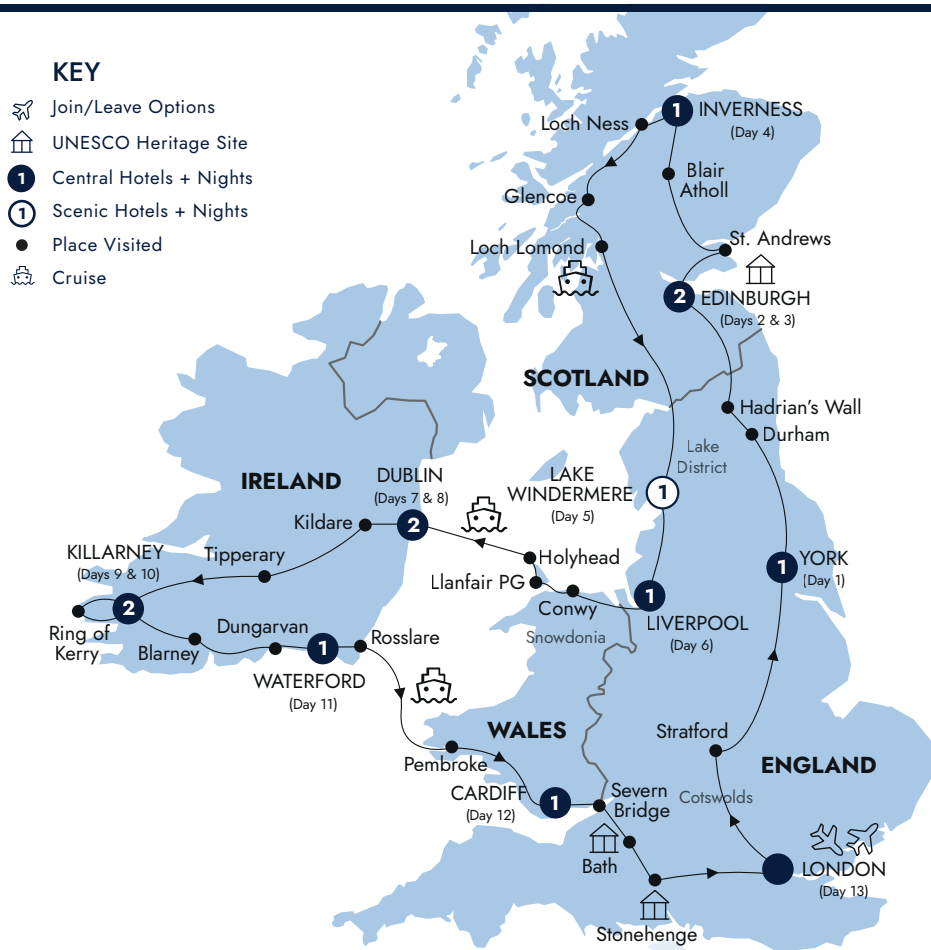 KEY
Join/Leave Options
UNESCO Heritage Site
1 Central Hotels + Nights
1 Scenic Hotels + Nights
Place Visited
Cruise
1 INVERNESS
(Day 4)
Loch Ness
Blair
Atholl
Glencoe
Loch Lomond
St. Andrews
2 EDINBURGH
(Days 2 & 3)
SCOTLAND
Hadrian's Wall
Durham
Lake
District
LAKE
WINDERMERE
(Day 5)
1
IRELAND
DUBLIN
(Days 7 & 8)
2
Kildare
Holyhead
Llanfair PG
Conwy
Snowdonia
1
LIVERPOOL
(Day 6)
1 YORK
(Day 1)
KILLARNEY
(Days 9 & 10)
2
Tipperary
Ring of
Kerry
Blarney
Dungarvan
1
WATERFORD
(Day 11)
Rosslare
WALES
Pembroke
CARDIFF
(Day 12)
1
Severn
Bridge
Stratford
ENGLAND
Cotswolds
Bath
Stonehenge
LONDON
(Day 13)